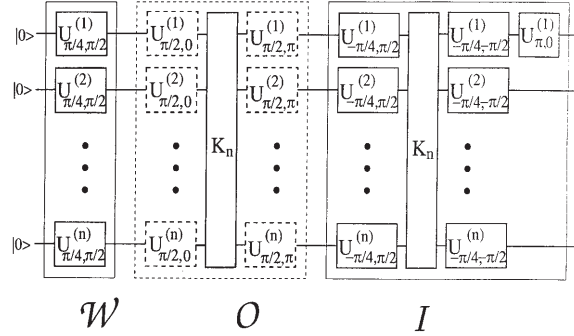 |0> U(1)π/4,π/2 U(1)π/2,0 U(1)π/2,π U(1)-π/4,π/2 U(1)-π/4,-π/2 U(1)π,0
|0> U(2)π/4,π/2 U(2)π/2,0 U(2)π/2,π U(2)-π/4,π/2 U(2)-π/4,-π/2
Kn Kn
|0> U(n)π/4,π/2 U(n)π/2,0 U(n)π/2,π U(n)-π/4,π/2 U(n)-π/4,-π/2
W O I